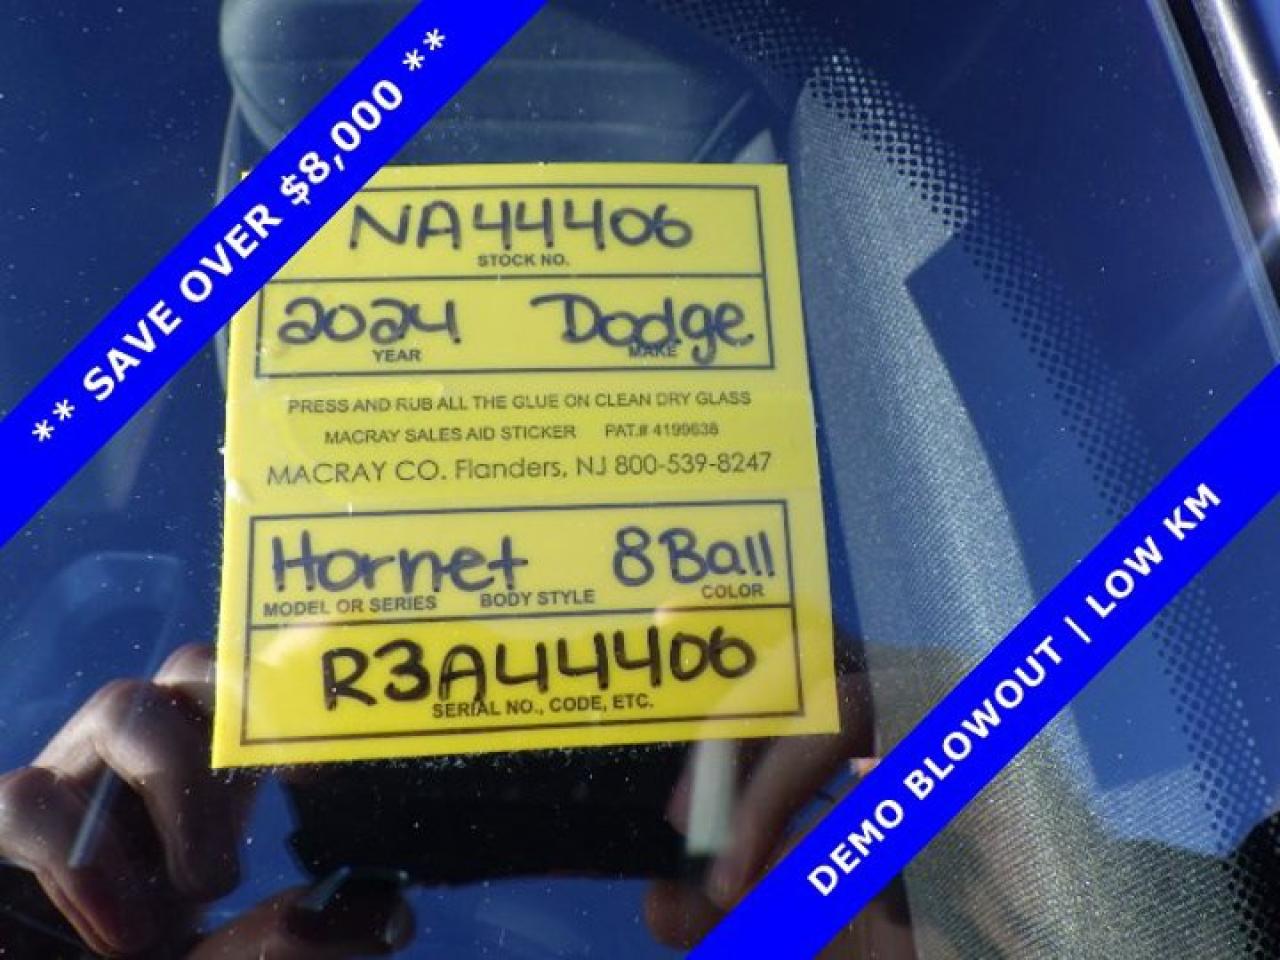 ** SAVE OVER $8,000 **
NA44406
STOCK NO.
2024 Dodge
YEAR MAKE
PRESS AND RUB ALL THE GLUE ON CLEAN DRY GLASS
MACRAY SALES AID STICKER PAT.# 4199638
MACRAY CO. Flanders, NJ 800-539-8247
Hornet 8Ball
MODEL OR SERIES BODY STYLE COLOR
R3A44406
SERIAL NO., CODE, ETC.
DEMO BLOWOUT | LOW KM